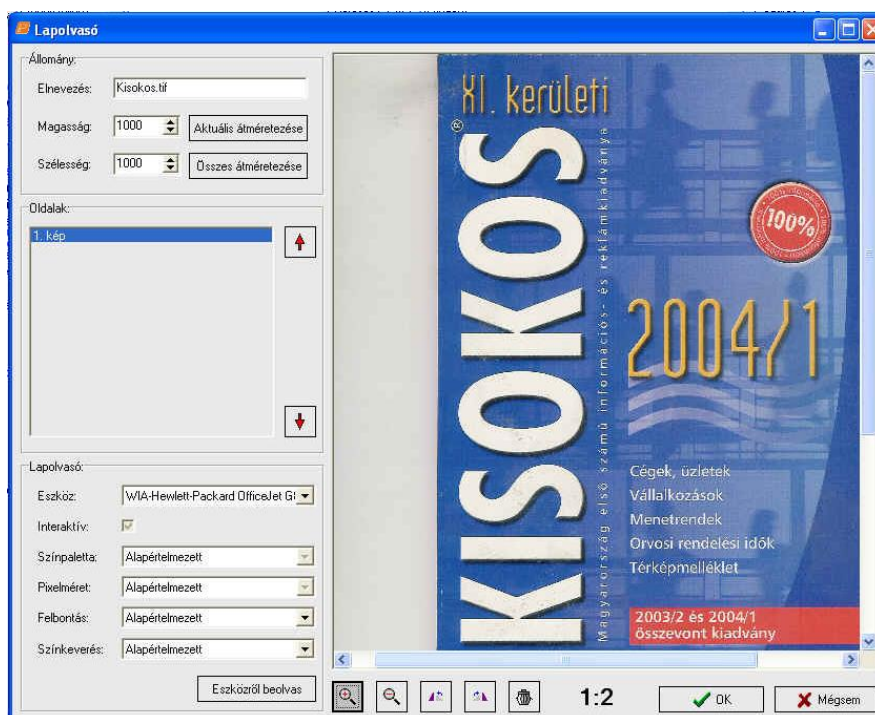 Lapolvasó
Állomány:
Elnevezés: Kisokos.tif
Magasság: 1000 Aktuális átméretezése
Szélesség: 1000 Összes átméretezése
Oldalak:
1. kép
Lapolvasó:
Eszköz: WIA-Hewlett-Packard OfficeJet
Interaktív:
Színpaletta: Alapértelmezett
Pixelméret: Alapértelmezett
Felbontás: Alapértelmezett
Színkeverés: Alapértelmezett
Eszközről beolvas
XI. kerületi
KISOKOS
®
Magyarország első számú információs- és reklámkiadványa
100%
2004/1
Cégek, üzletek
Vállalkozások
Menetrendek
Orvosi rendelési idők
Térképmelléklet
2003/2 és 2004/1
összevont kiadvány
1:2
OK
Mégsem